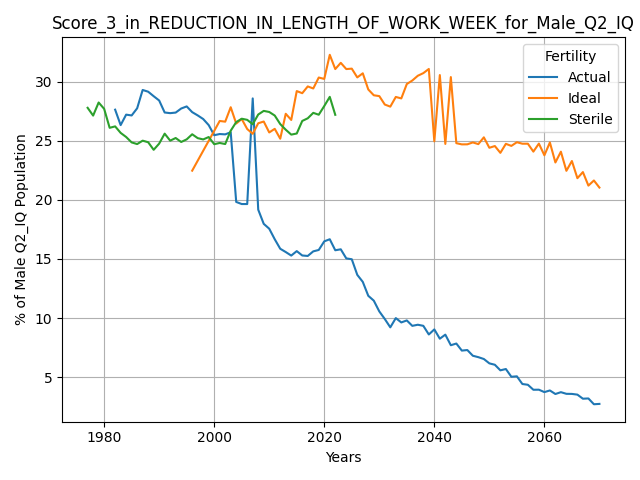 Score_3_in_REDUCTION_IN_LENGTH_OF_WORK_WEEK_for_Male_Q2_IQ
Fertility
Actual
Ideal
Sterile
% of Male Q2_IQ Population
30
25
20
15
10
5
1980
2000
2020
2040
2060
Years